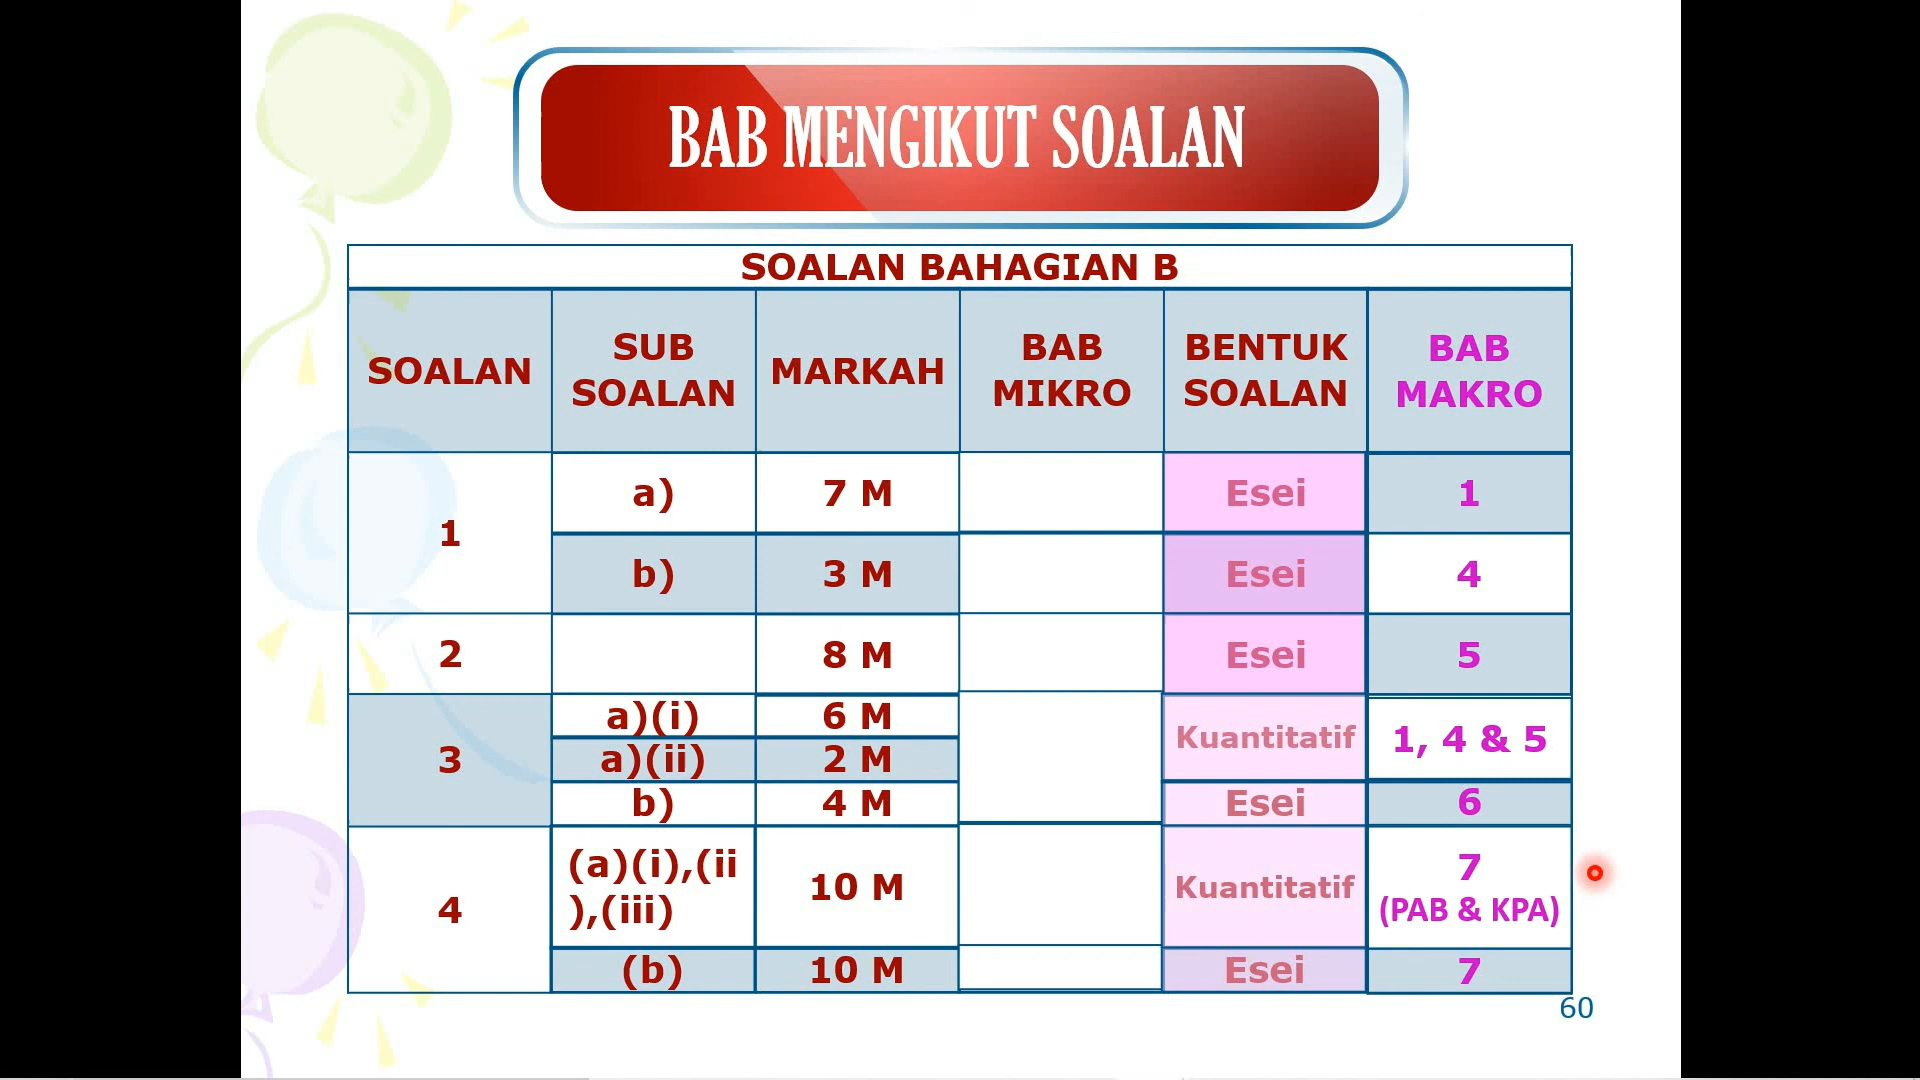 BAB MENGIKUT SOALAN
SOALAN BAHAGIAN B
SOALAN
SUB
SOALAN
MARKAH
BAB
MIKRO
BENTUK
SOALAN
BAB
MAKRO
1
a)
7 M
Esei
1
b)
3 M
Esei
4
2
8 M
Esei
5
3
a)(i)
6 M
Kuantitatif
1, 4 & 5
a)(ii)
2 M
b)
4 M
Esei
6
4
(a)(i),(ii
),(iii)
10 M
Kuantitatif
7
(PAB & KPA)
(b)
10 M
Esei
7
60